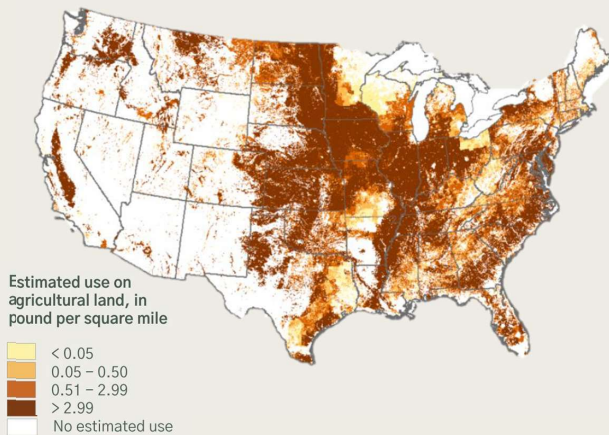 Estimated use on
agricultural land, in
pound per square mile
< 0.05
0.05 – 0.50
0.51 – 2.99
> 2.99
No estimated use